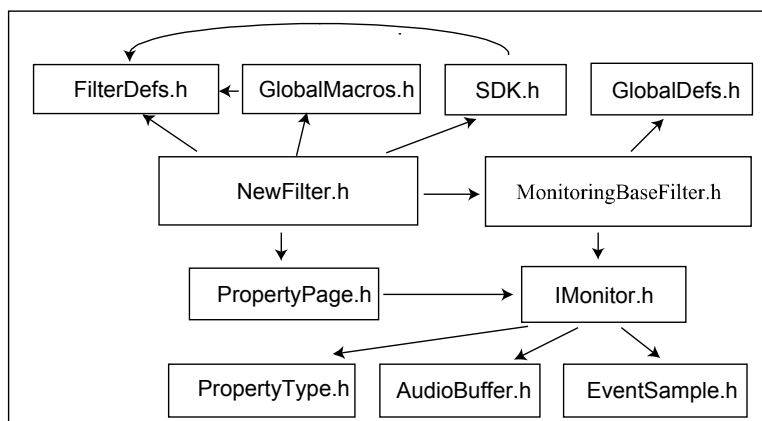 FilterDefs.h
GlobalMacros.h
SDK.h
GlobalDefs.h
NewFilter.h
MonitoringBaseFilter.h
PropertyPage.h
IMonitor.h
PropertyType.h
AudioBuffer.h
EventSample.h